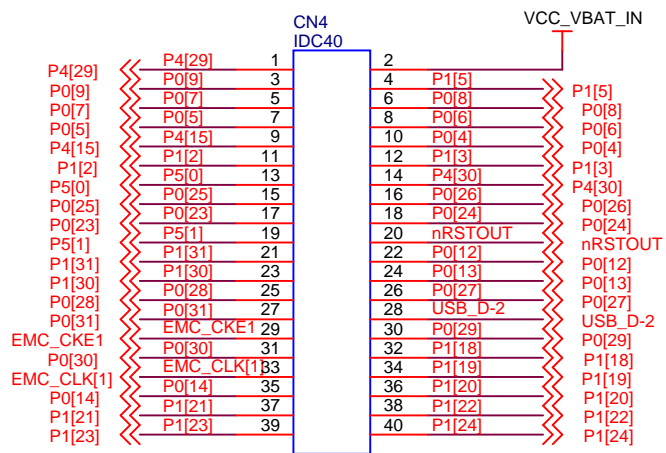 VCC_VBAT_IN
CN4
IDC40
P4[29] P4[29] 1 2
P0[9] P0[9] 3 4 P1[5] P1[5]
P0[7] P0[7] 5 6 P0[8] P0[8]
P0[5] P0[5] 7 8 P0[6] P0[6]
P4[15] P4[15] 9 10 P0[4] P0[4]
P1[2] P1[2] 11 12 P1[3] P1[3]
P5[0] P5[0] 13 14 P4[30] P4[30]
P0[25] P0[25] 15 16 P0[26] P0[26]
P0[23] P0[23] 17 18 P0[24] P0[24]
P5[1] P5[1] 19 20 nRSTOUT nRSTOUT
P1[31] P1[31] 21 22 P0[12] P0[12]
P1[30] P1[30] 23 24 P0[13] P0[13]
P0[28] P0[28] 25 26 P0[27] P0[27]
P0[31] P0[31] 27 28 USB_D-2 USB_D-2
EMC_CKE1 EMC_CKE1 29 30 P0[29] P0[29]
P0[30] P0[30] 31 32 P1[18] P1[18]
EMC_CLK[1] EMC_CLK[1] 33 34 P1[19] P1[19]
P0[14] P0[14] 35 36 P1[20] P1[20]
P1[21] P1[21] 37 38 P1[22] P1[22]
P1[23] P1[23] 39 40 P1[24] P1[24]